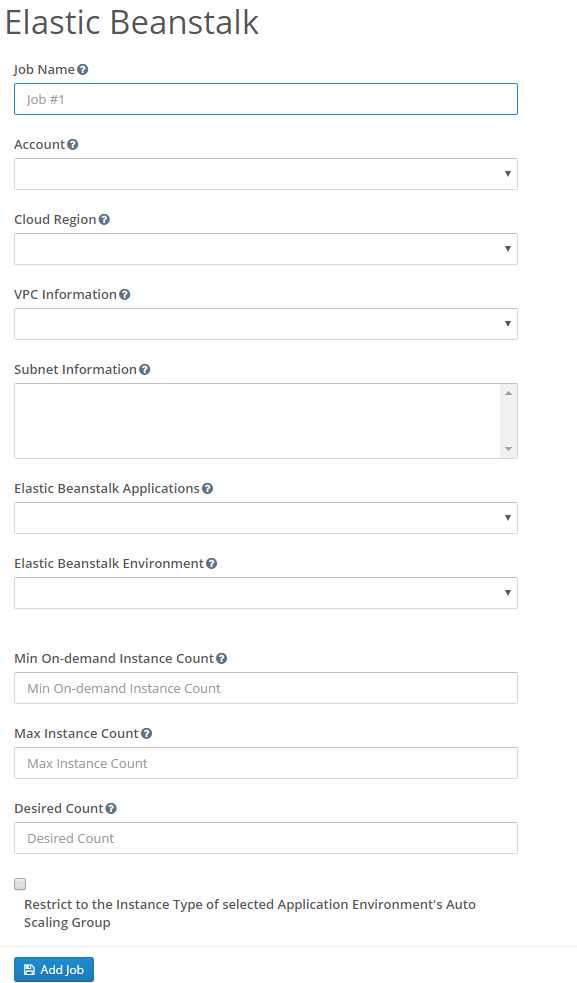 Elastic Beanstalk
Job Name
Job #1
Account
Cloud Region
VPC Information
Subnet Information
Elastic Beanstalk Applications
Elastic Beanstalk Environment
Min On-demand Instance Count
Min On-demand Instance Count
Max Instance Count
Max Instance Count
Desired Count
Desired Count
Restrict to the Instance Type of selected Application Environment's Auto
Scaling Group
Add Job